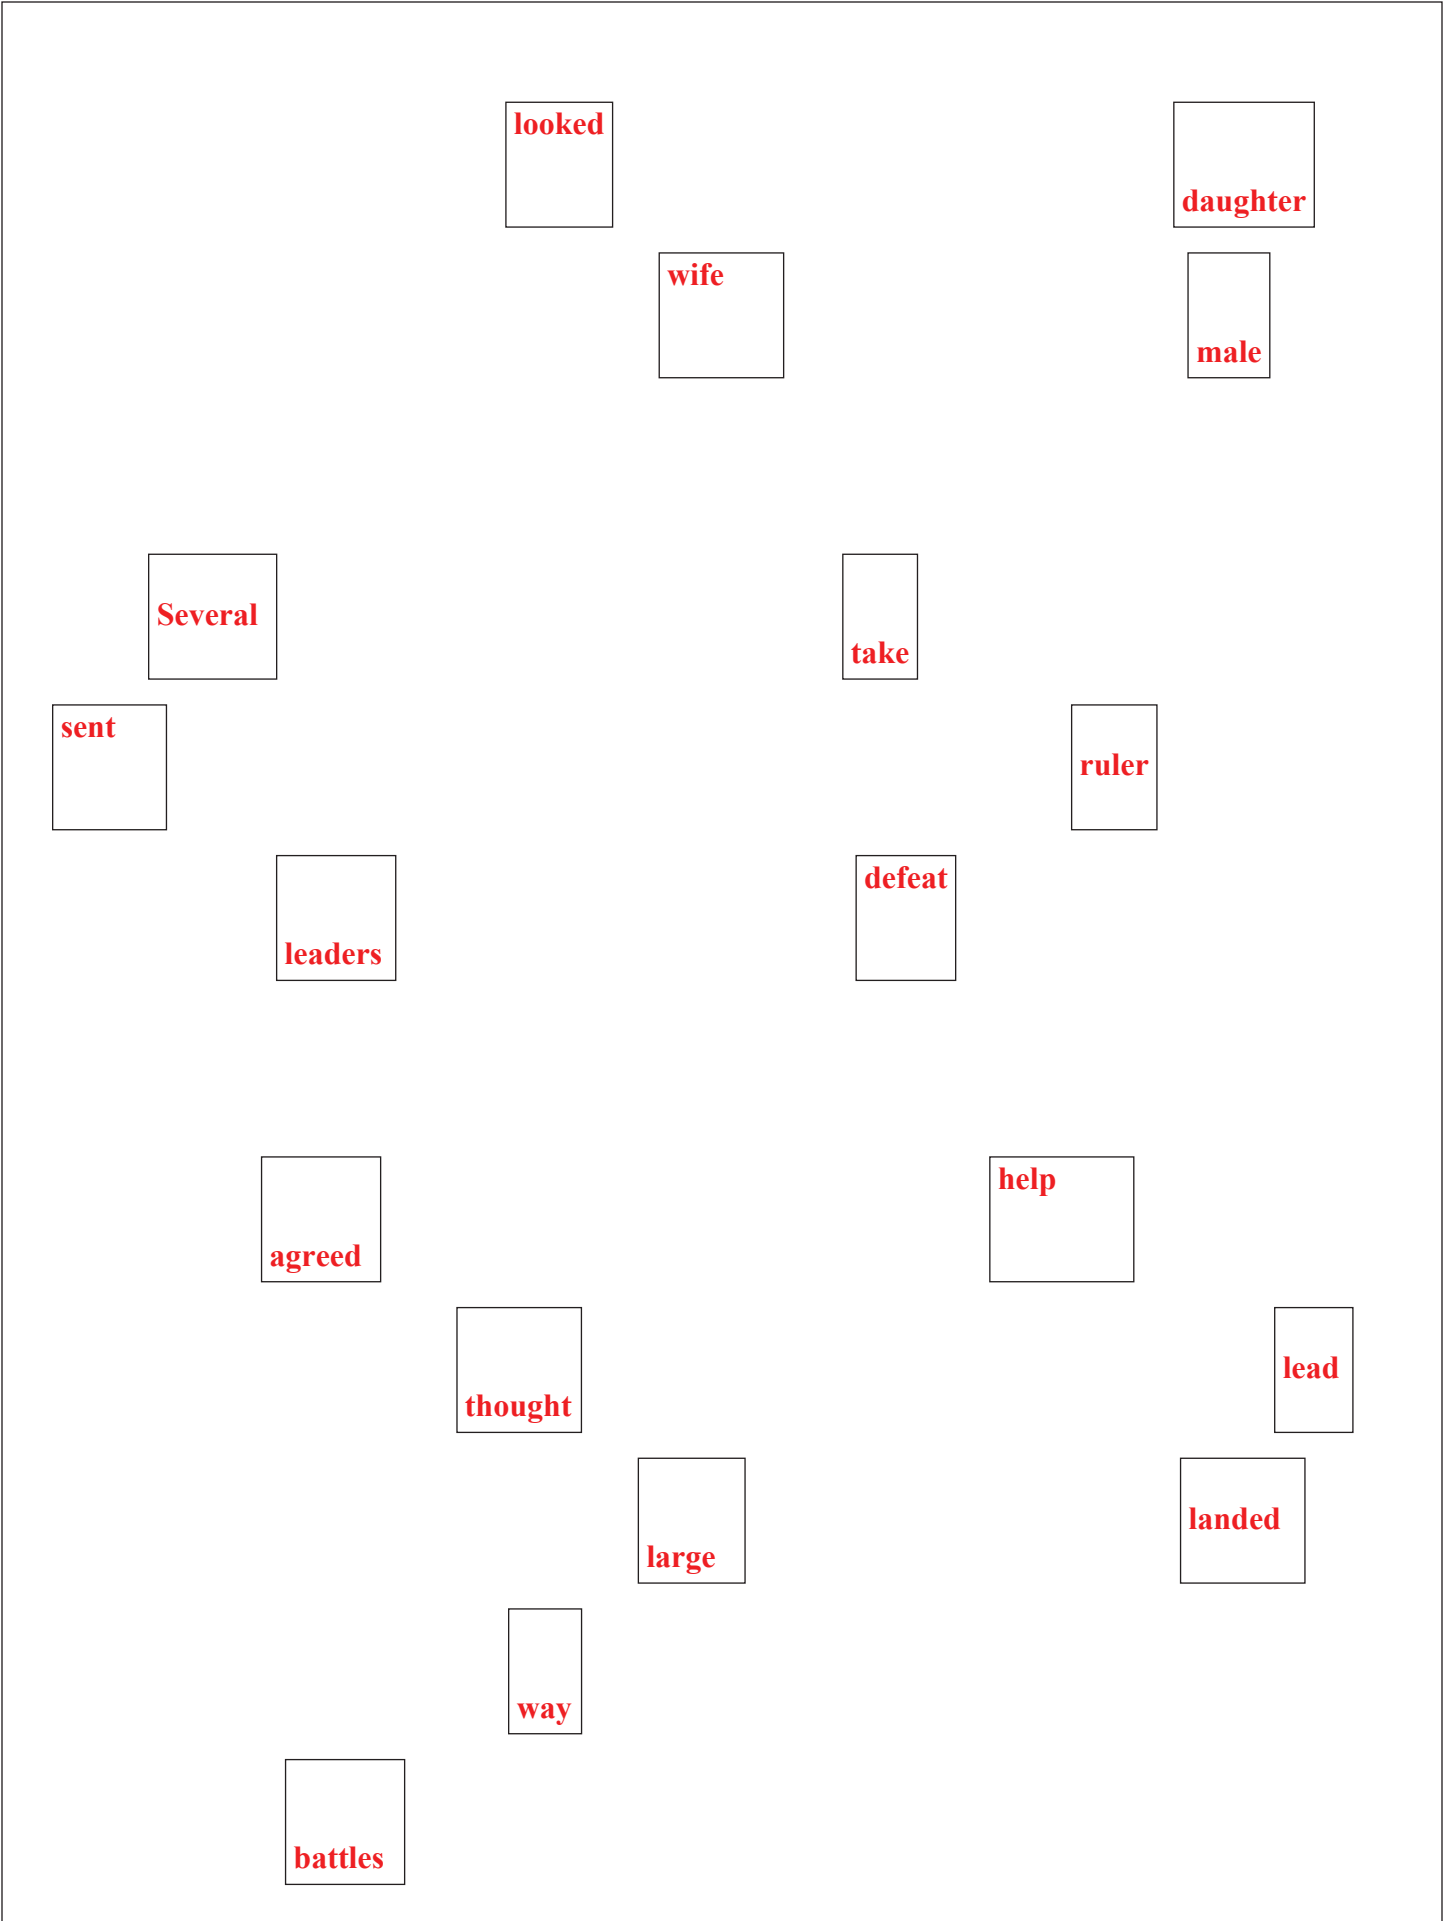 looked
daughter
wife
male
Several
take
sent
ruler
leaders
defeat
agreed
help
thought
lead
large
landed
way
battles